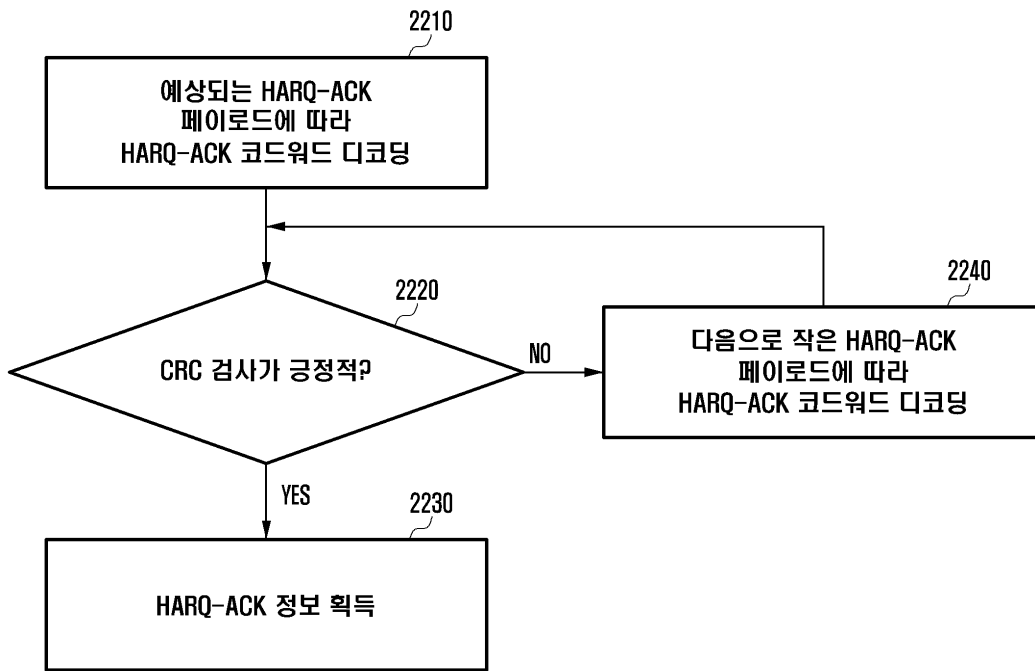 2210
예상되는 HARQ-ACK
페이로드에 따라
HARQ-ACK 코드워드 디코딩
2220
CRC 검사가 긍정적?
NO
2240
다음으로 작은 HARQ-ACK
페이로드에 따라
HARQ-ACK 코드워드 디코딩
YES
2230
HARQ-ACK 정보 획득